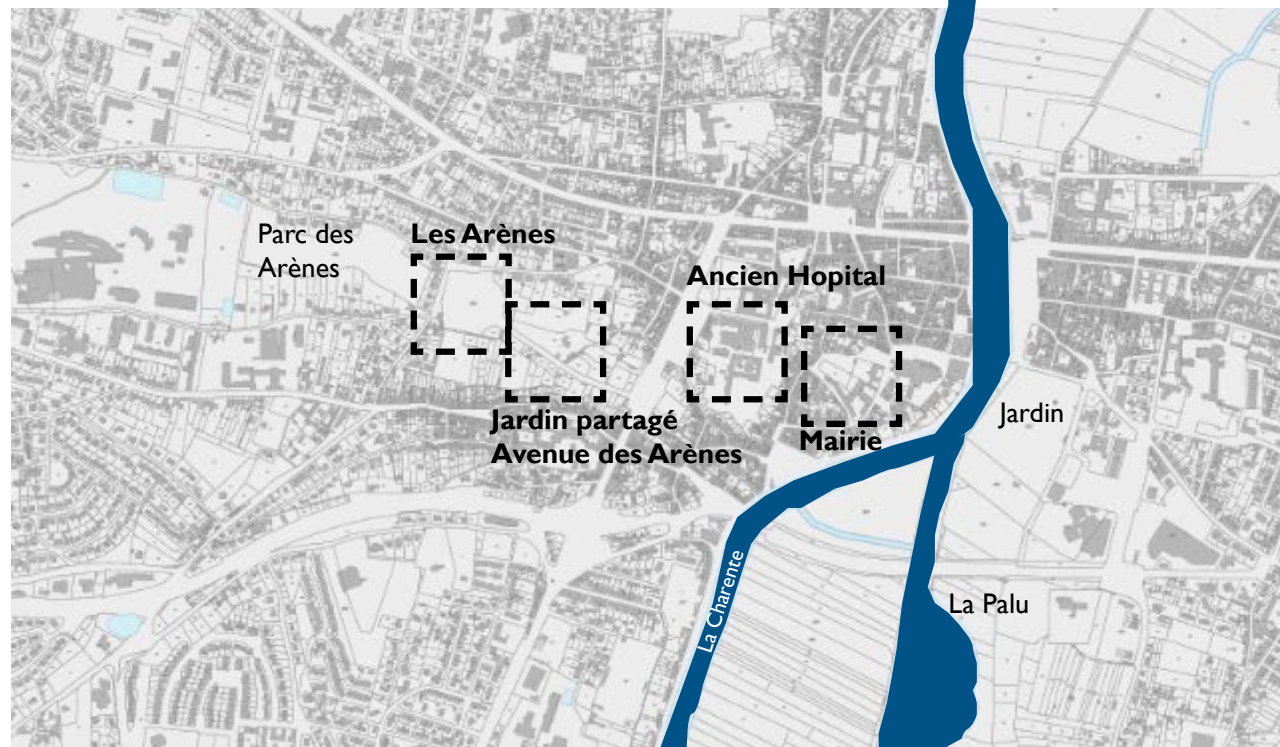 Parc des
Arènes
Les Arènes
Ancien Hopital
Jardin partagé
Avenue des Arènes
Mairie
Jardin
La Charente
La Palu